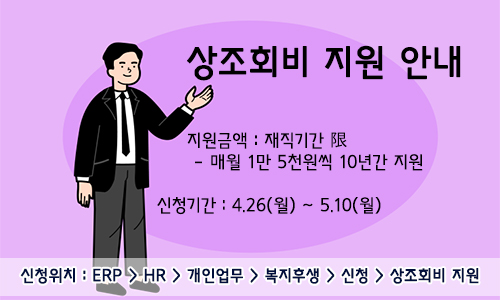 상조회비 지원 안내
지원금액 : 재직기간 限
- 매월 1만 5천원씩 10년간 지원
신청기간 : 4.26(월) ~ 5.10(월)
신청위치 : ERP > HR > 개인업무 > 복지후생 > 신청 > 상조회비 지원